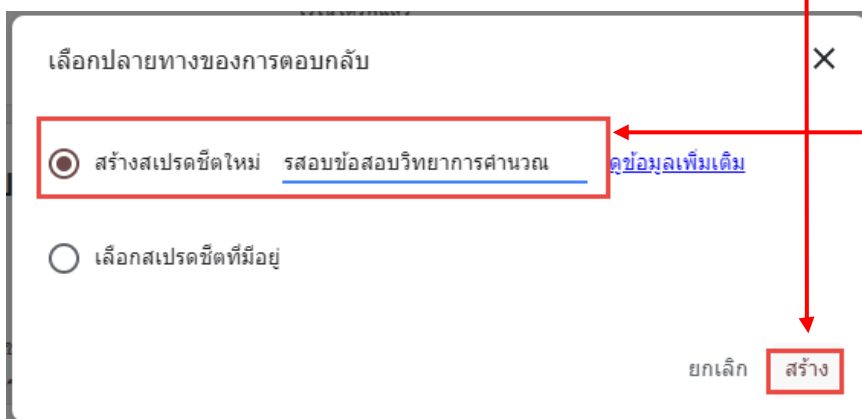 เลือกปลายทางของการตอบกลับ
สร้างสเปรดชีตใหม่ รสอบข้อสอบวิทยาการคำนวณ ดูข้อมูลเพิ่มเติม
เลือกสเปรดชีตที่มีอยู่
ยกเลิก สร้าง